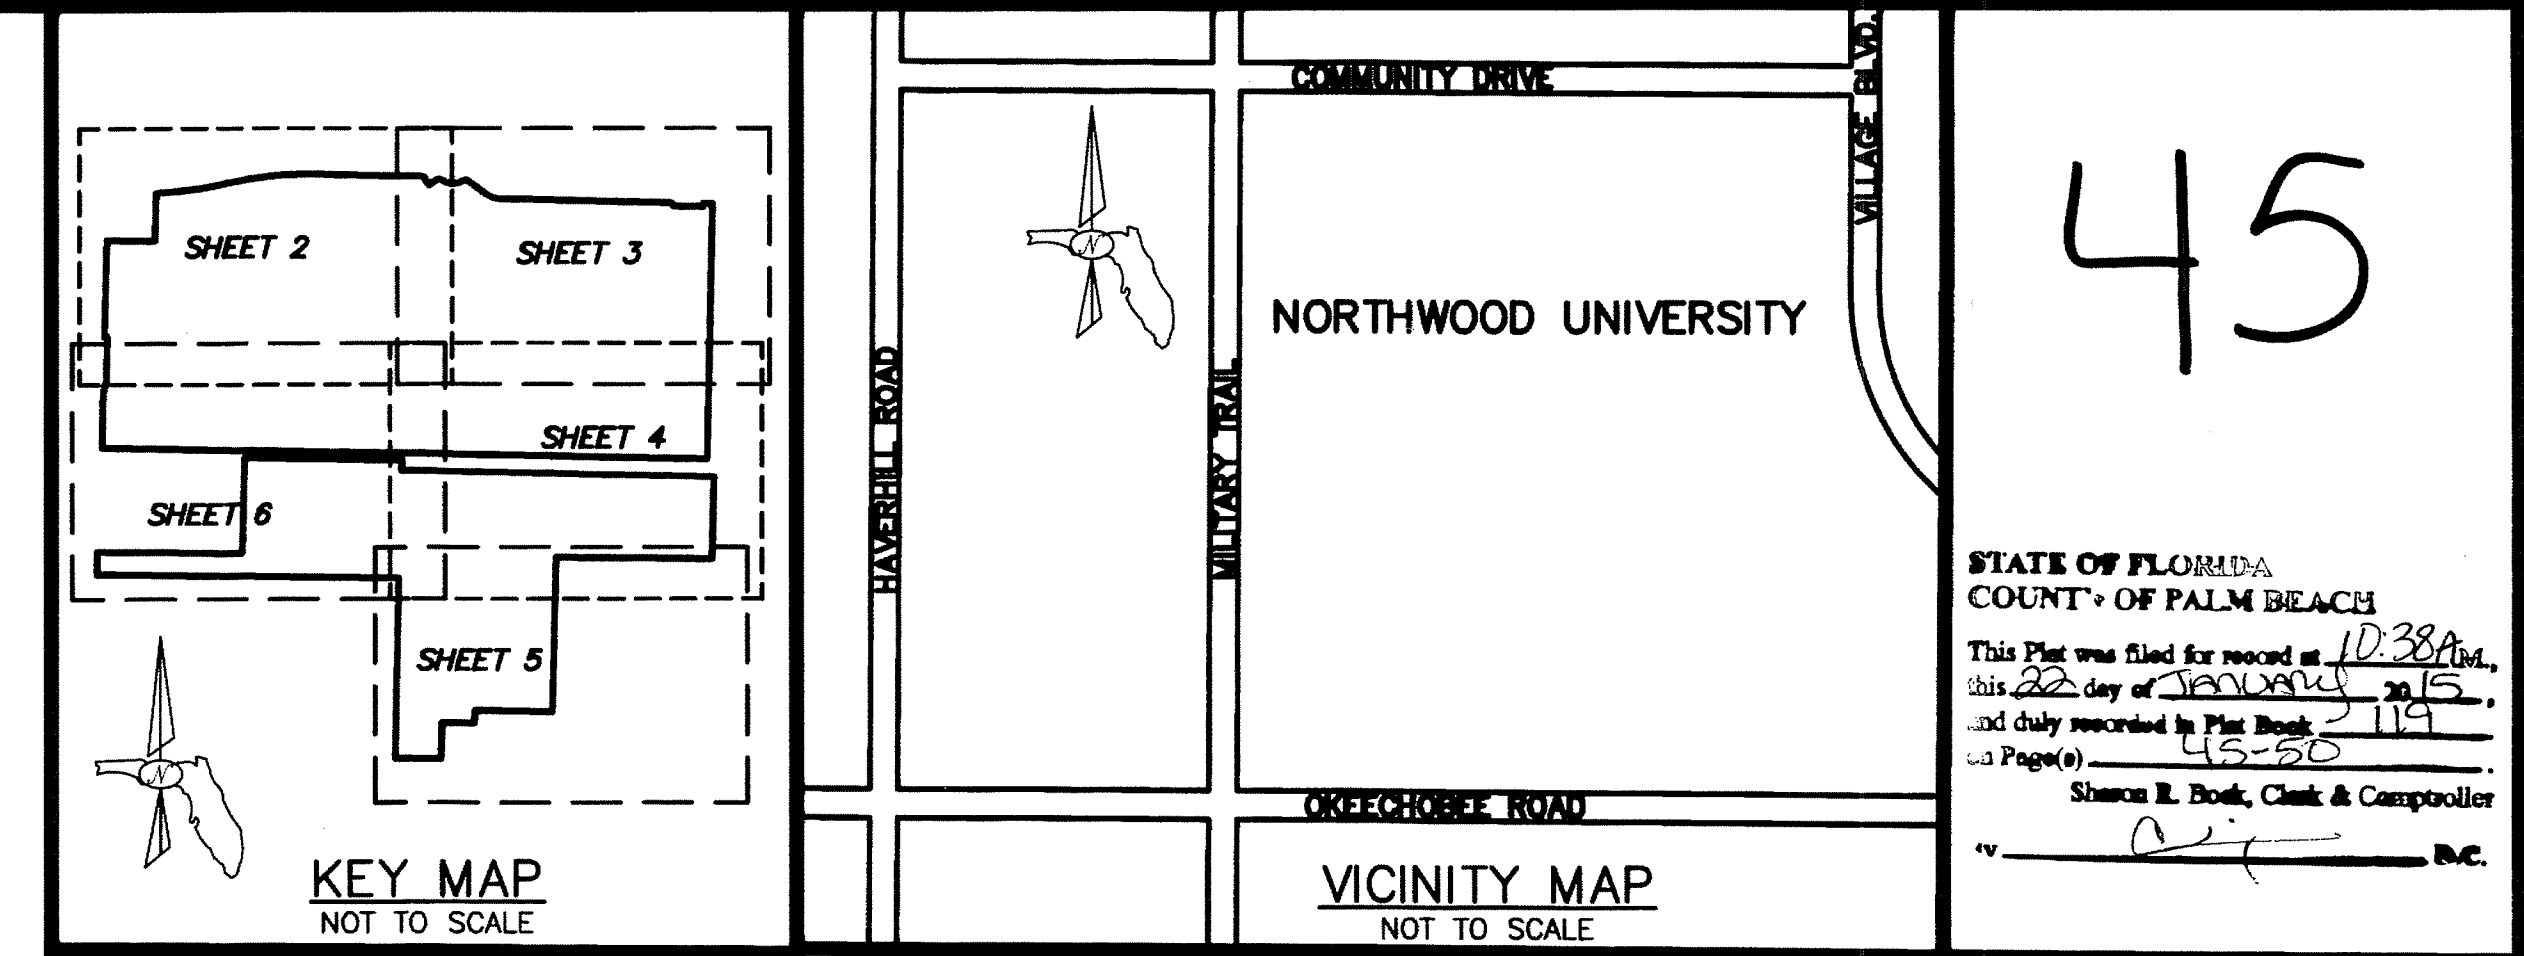 SHEET 2
SHEET 3
SHEET 4
SHEET 6
SHEET 5
N
KEY MAP
NOT TO SCALE
COMMUNITY DRIVE
VILLAGE BLVD.
N
NORTHWOOD UNIVERSITY
HAVERHILL ROAD
MILITARY TRAIL
OKEECHOBEE ROAD
VICINITY MAP
NOT TO SCALE
45
STATE OF FLORIDA
COUNTY OF PALM BEACH
This Plat was filed for record at 10:38A M.,
this 22 day of JANUARY 2015,
and duly recorded in Plat Book 119
on Page(s) 45-50.
Sharon R. Bock, Clerk & Comptroller
D.C.